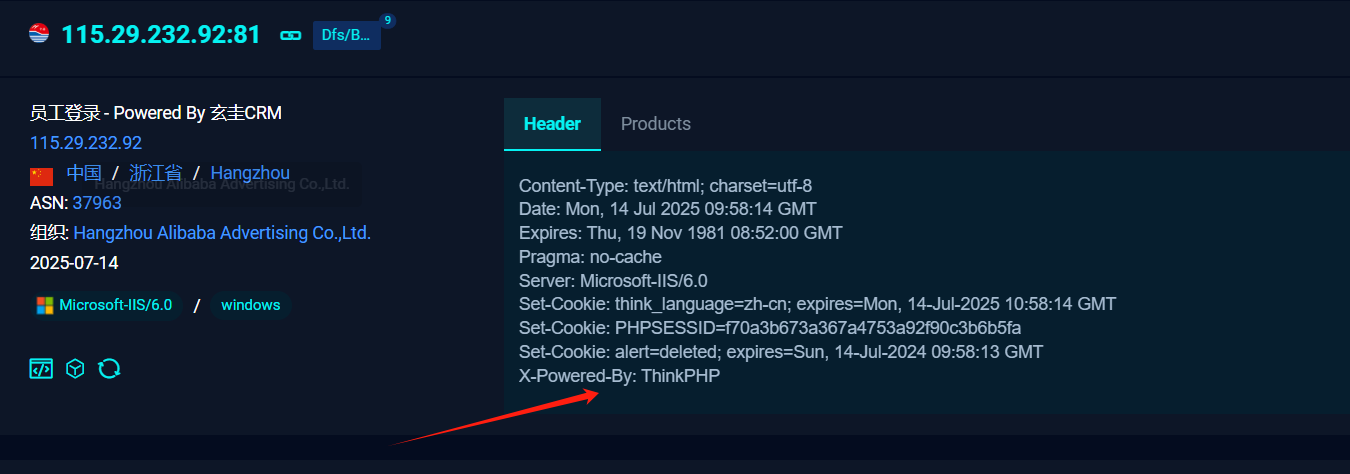 115.29.232.92:81 Dfs/B... 9
员工登录 - Powered By 玄圭CRM
115.29.232.92
中国 / 浙江省 / Hangzhou
Hangzhou Alibaba Advertising Co.,Ltd.
ASN: 37963
组织: Hangzhou Alibaba Advertising Co.,Ltd.
2025-07-14
Microsoft-IIS/6.0 / windows
Header Products
Content-Type: text/html; charset=utf-8
Date: Mon, 14 Jul 2025 09:58:14 GMT
Expires: Thu, 19 Nov 1981 08:52:00 GMT
Pragma: no-cache
Server: Microsoft-IIS/6.0
Set-Cookie: think_language=zh-cn; expires=Mon, 14-Jul-2025 10:58:14 GMT
Set-Cookie: PHPSESSID=f70a3b673a367a4753a92f90c3b6b5fa
Set-Cookie: alert=deleted; expires=Sun, 14-Jul-2024 09:58:13 GMT
X-Powered-By: ThinkPHP